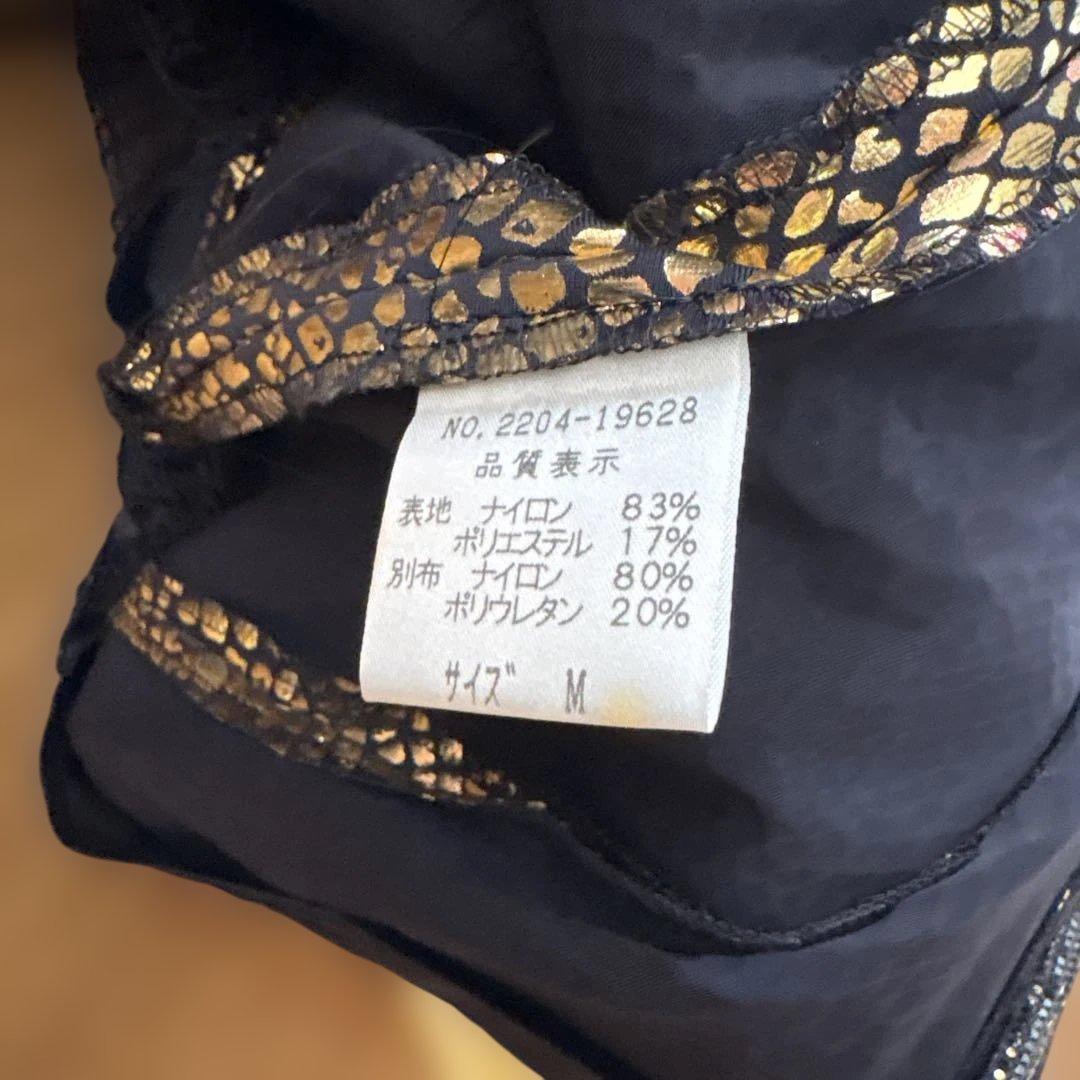 NO. 2204-19628
品質表示
表地 ナイロン 83%
ポリエステル 17%
別布 ナイロン 80%
ポリウレタン 20%
サイズ M